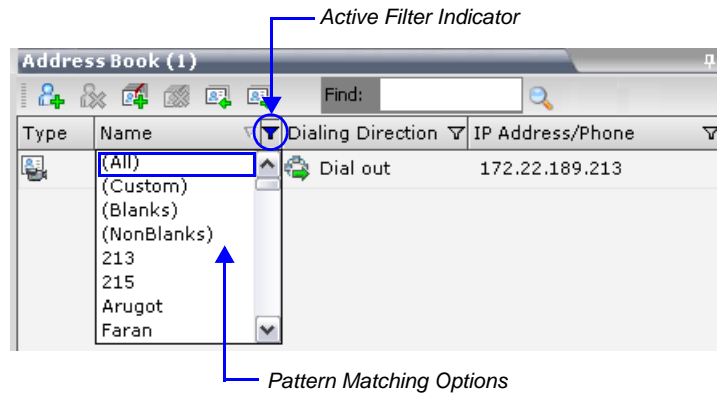 Active Filter Indicator
Address Book (1)
Find:
Type Name Dialing Direction IP Address/Phone
(All)
Dial out 172.22.189.213
(Custom)
(Blanks)
(NonBlanks)
213
215
Arugot
Faran
Pattern Matching Options